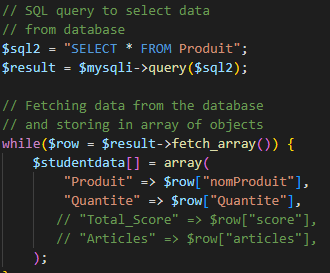 // SQL query to select data
// from database
$sql2 = "SELECT * FROM Produit";
$result = $mysqli->query($sql2);

// Fetching data from the database
// and storing in array of objects
while($row = $result->fetch_array()) {
    $studentdata[] = array(
        "Produit" => $row["nomProduit"],
        "Quantite" => $row["Quantite"],
       // "Total_Score" => $row["score"],
       // "Articles" => $row["articles"],
    );